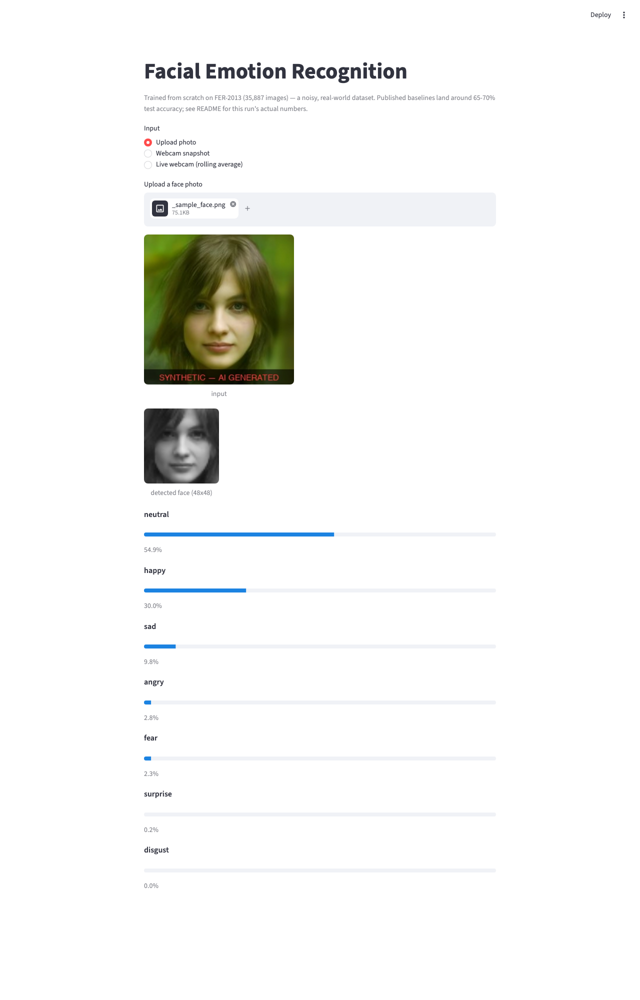 Deploy
Facial Emotion Recognition
Trained from scratch on FER-2013 (35,887 images) — a noisy, real-world dataset. Published baselines land around 65-70%
test accuracy; see README for this run's actual numbers.
Input
Upload photo
Webcam snapshot
Live webcam (rolling average)
Upload a face photo
_sample_face.png
75.1KB
SYNTHETIC — AI GENERATED
input
detected face (48x48)
neutral
54.9%
happy
30.0%
sad
9.8%
angry
2.8%
fear
2.3%
surprise
0.2%
disgust
0.0%